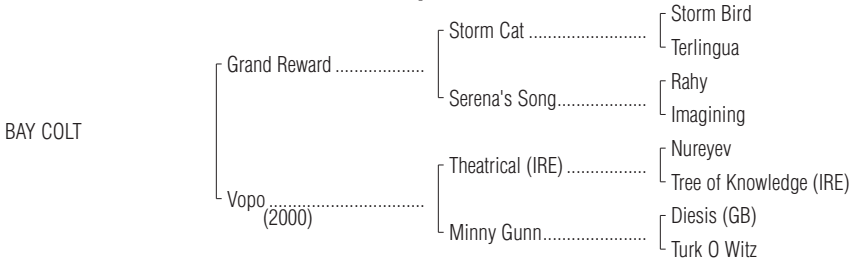 Storm Bird
Storm Cat ........................
Terlingua
Grand Reward ...................
Rahy
Serena's Song...................
Imagining
BAY COLT
Nureyev
Theatrical (IRE) .................
Tree of Knowledge (IRE)
Vopo .................................
(2000)
Diesis (GB)
Minny Gunn......................
Turk O Witz